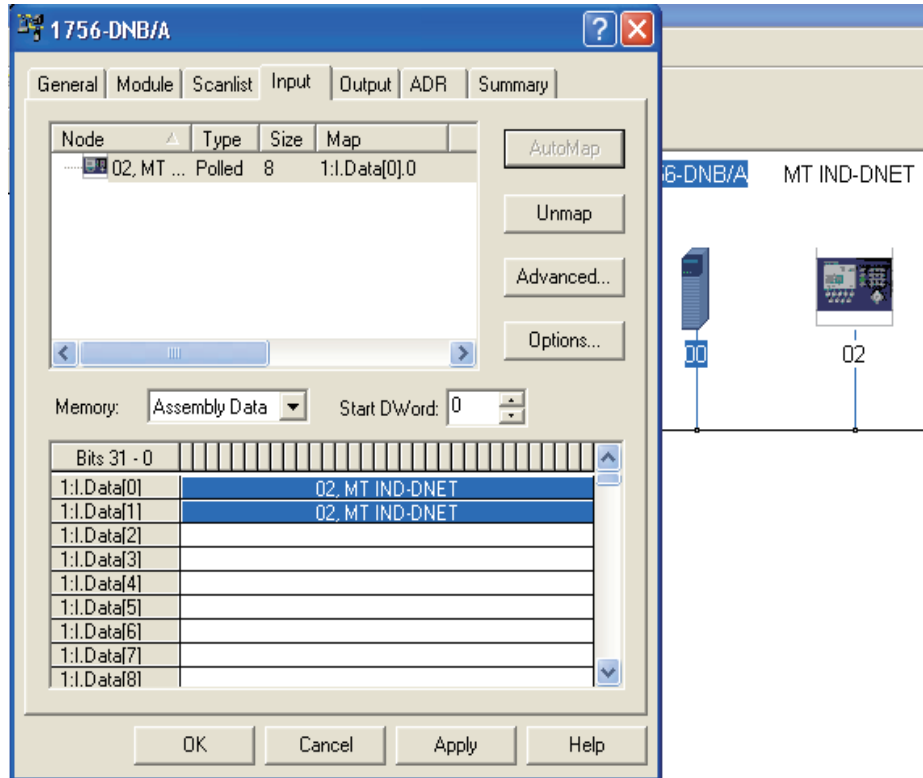 1756-DNB/A
General Module Scanlist Input Output ADR Summary
Node Type Size Map
02, MT ... Polled 8 1:I.Data[0].0
AutoMap
Unmap
Advanced...
Options...
Memory: Assembly Data Start DWord: 0
Bits 31 - 0
1:I.Data[0] 02, MT IND-DNET
1:I.Data[1] 02, MT IND-DNET
1:I.Data[2]
1:I.Data[3]
1:I.Data[4]
1:I.Data[5]
1:I.Data[6]
1:I.Data[7]
1:I.Data[8]
OK Cancel Apply Help
6-DNB/A MT IND-DNET
00 02